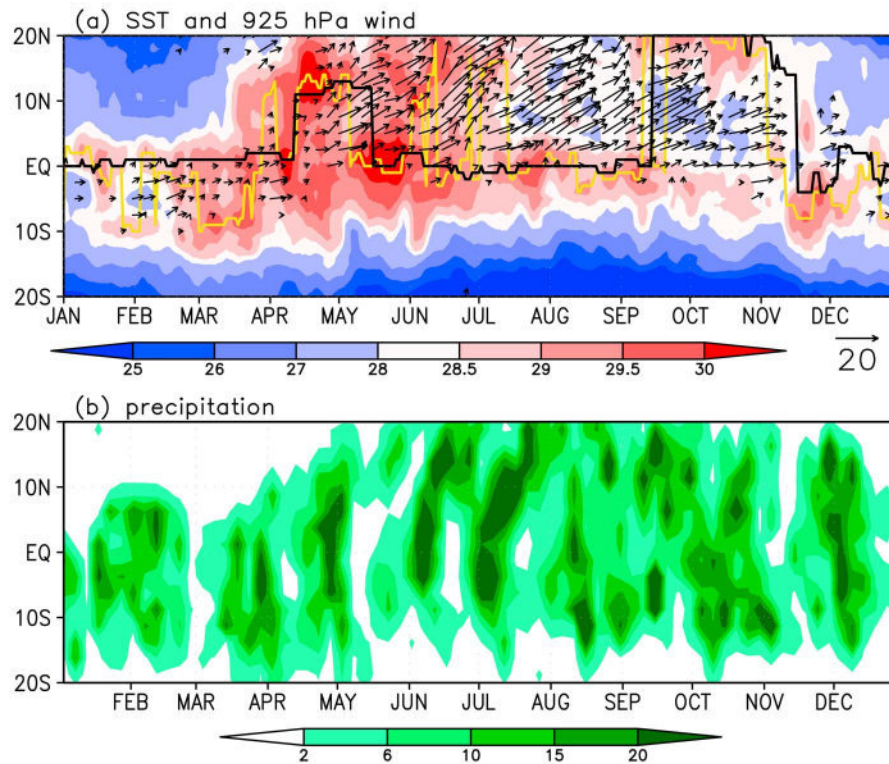 (a) SST and 925 hPa wind
20N
10N
EQ
10S
20S
JAN FEB MAR APR MAY JUN JUL AUG SEP OCT NOV DEC
25 26 27 28 28.5 29 29.5 30
20
(b) precipitation
20N
10N
EQ
10S
20S
FEB MAR APR MAY JUN JUL AUG SEP OCT NOV DEC
2 6 10 15 20